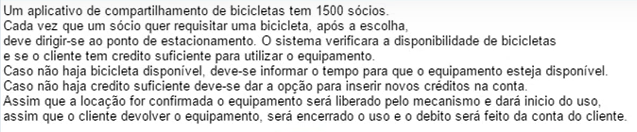 Um aplicativo de compartilhamento de bicicletas tem 1500 sócios.
Cada vez que um sócio quer requisitar uma bicicleta, após a escolha,
deve dirigir-se ao ponto de estacionamento. O sistema verificara a disponibilidade de bicicletas
e se o cliente tem credito suficiente para utilizar o equipamento.
Caso não haja bicicleta disponível, deve-se informar o tempo para que o equipamento esteja disponível.
Caso não haja credito suficiente deve-se dar a opção para inserir novos créditos na conta.
Assim que a locação for confirmada o equipamento será liberado pelo mecanismo e dará inicio do uso,
assim que o cliente devolver o equipamento, será encerrado o uso e o debito será feito da conta do cliente.